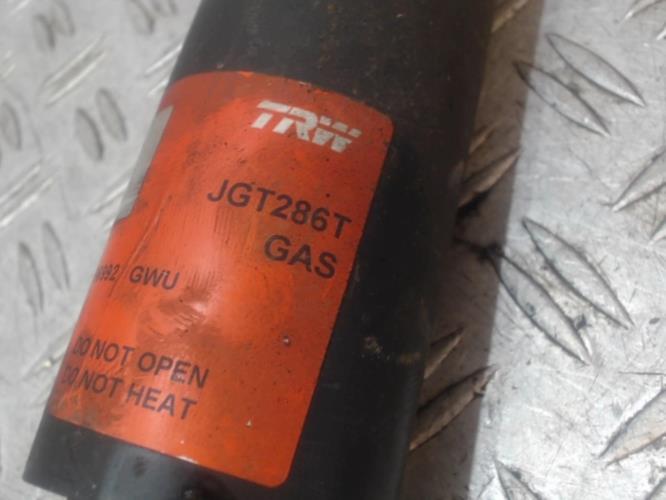 TRW
JGT286T
GAS
GWU
DO NOT OPEN
DO NOT HEAT